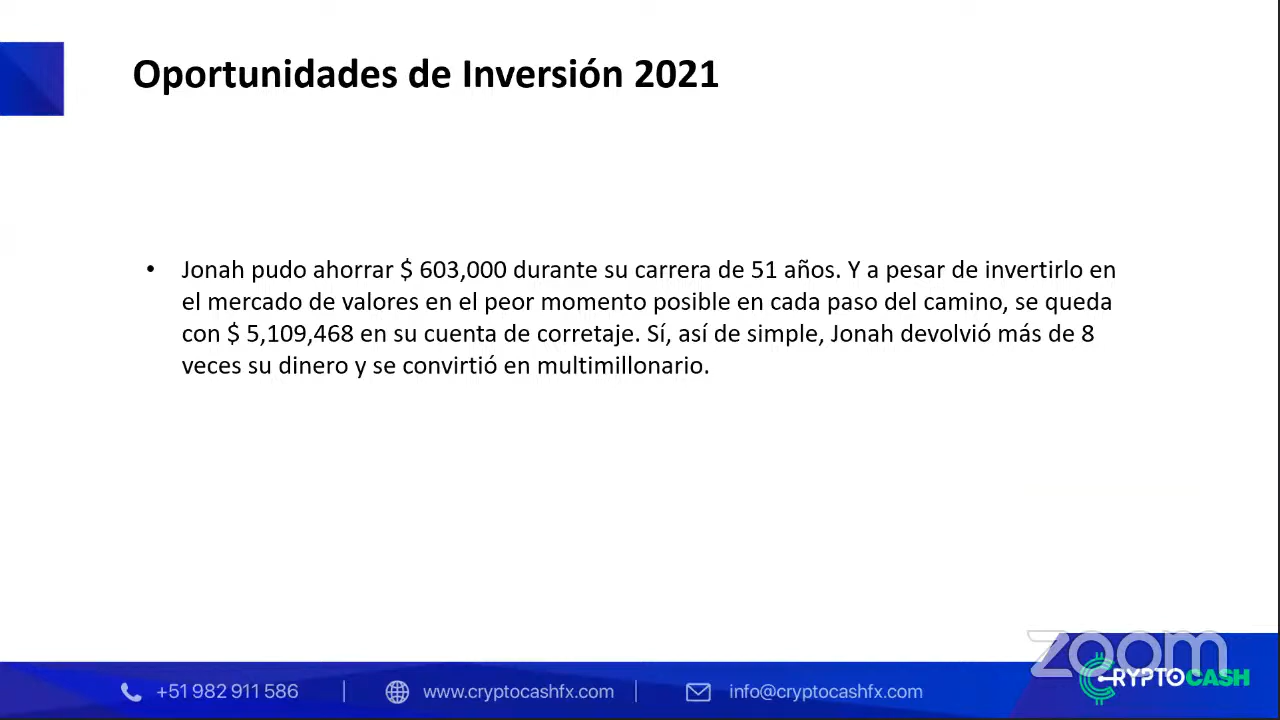 Oportunidades de Inversión 2021
• Jonah pudo ahorrar $ 603,000 durante su carrera de 51 años. Y a pesar de invertirlo en
el mercado de valores en el peor momento posible en cada paso del camino, se queda
con $ 5,109,468 en su cuenta de corretaje. Sí, así de simple, Jonah devolvió más de 8
veces su dinero y se convirtió en multimillonario.
zoom
+51 982 911 586 | www.cryptocashfx.com | info@cryptocashfx.com CRYPTOCASH